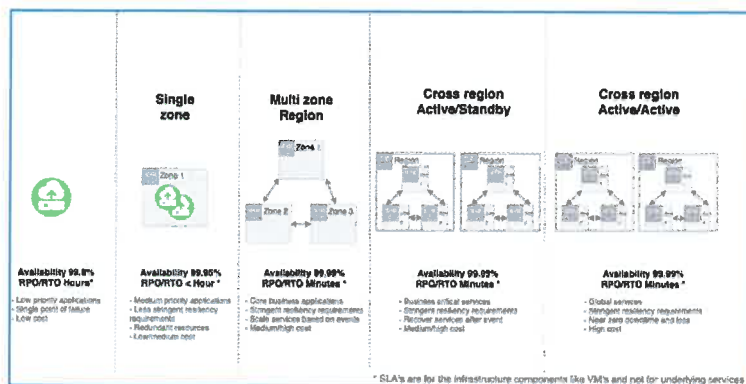 Single
zone
Multi zone
Region
Cross region
Active/Standby
Cross region
Active/Active
Zone 1
Zone
Zone 2
Zone 3
Region
Region
Region
Region
Availability 99.9%
RPO/RTO Hours*
- Low priority applications
- Single point of failure
- Low cost
Availability 99.95%
RPO/RTO < Hour *
- Medium priority applications
- Less stringent resiliency
requirements
- Redundant resources
- Low/medium cost
Availability 99.99%
RPO/RTO Minutes *
- Core business applications
- Stringent resiliency requirements
- Scale services based on events
- Medium/high cost
Availability 99.99%
RPO/RTO Minutes *
- Business critical services
- Stringent resiliency requirements
- Recover services after event
- Medium/high cost
Availability 99.99%
RPO/RTO Minutes *
- Global services
- Stringent resiliency requirements
- Near zero downtime and loss
- High cost
* SLA's are for the infrastructure components like VM's and not for underlying services